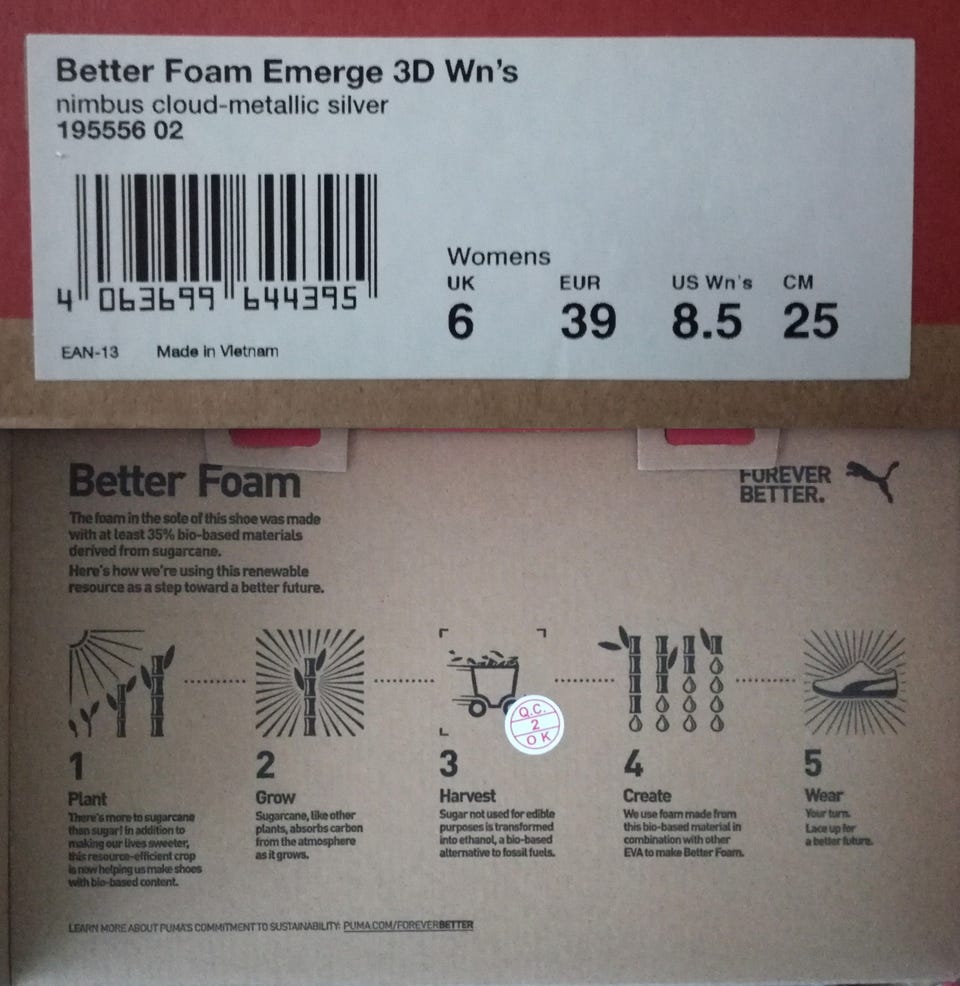 Better Foam Emerge 3D Wn's
nimbus cloud-metallic silver
195556 02
4 063699 644395
EAN-13 Made in Vietnam
Womens
UK EUR US Wn's CM
6 39 8.5 25
Better Foam
FOREVER
BETTER.
The foam in the sole of this shoe was made
with at least 35% bio-based materials
derived from sugarcane.
Here's how we're using this renewable
resource as a step toward a better future.
Q.C.
2
OK
1
Plant
There's more to sugarcane
than sugar! In addition to
making our lives sweeter,
this resource-efficient crop
is now helping us make shoes
with bio-based content.
2
Grow
Sugarcane, like other
plants, absorbs carbon
from the atmosphere
as it grows.
3
Harvest
Sugar not used for edible
purposes is transformed
into ethanol, a bio-based
alternative to fossil fuels.
4
Create
We use foam made from
this bio-based material in
combination with other
EVA to make Better Foam.
5
Wear
Your turn.
Lace up for
a better future.
LEARN MORE ABOUT PUMA'S COMMITMENT TO SUSTAINABILITY: PUMA.COM/FOREVERBETTER